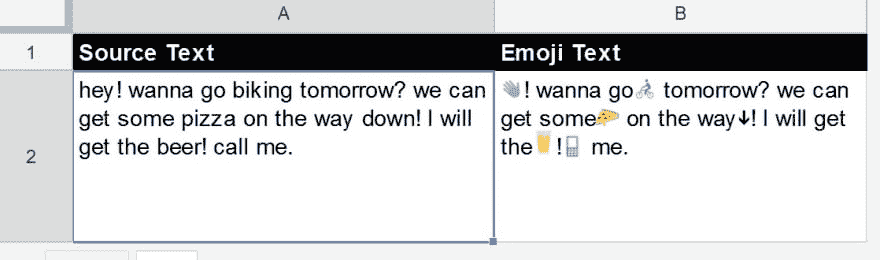 A B
1 Source Text Emoji Text
2
hey! wanna go biking tomorrow? we can
get some pizza on the way down! I will
get the beer! call me.
👋! wanna go🚴 tomorrow? we can
get some🍕 on the way⬇! I will get
the🍺!📱 me.